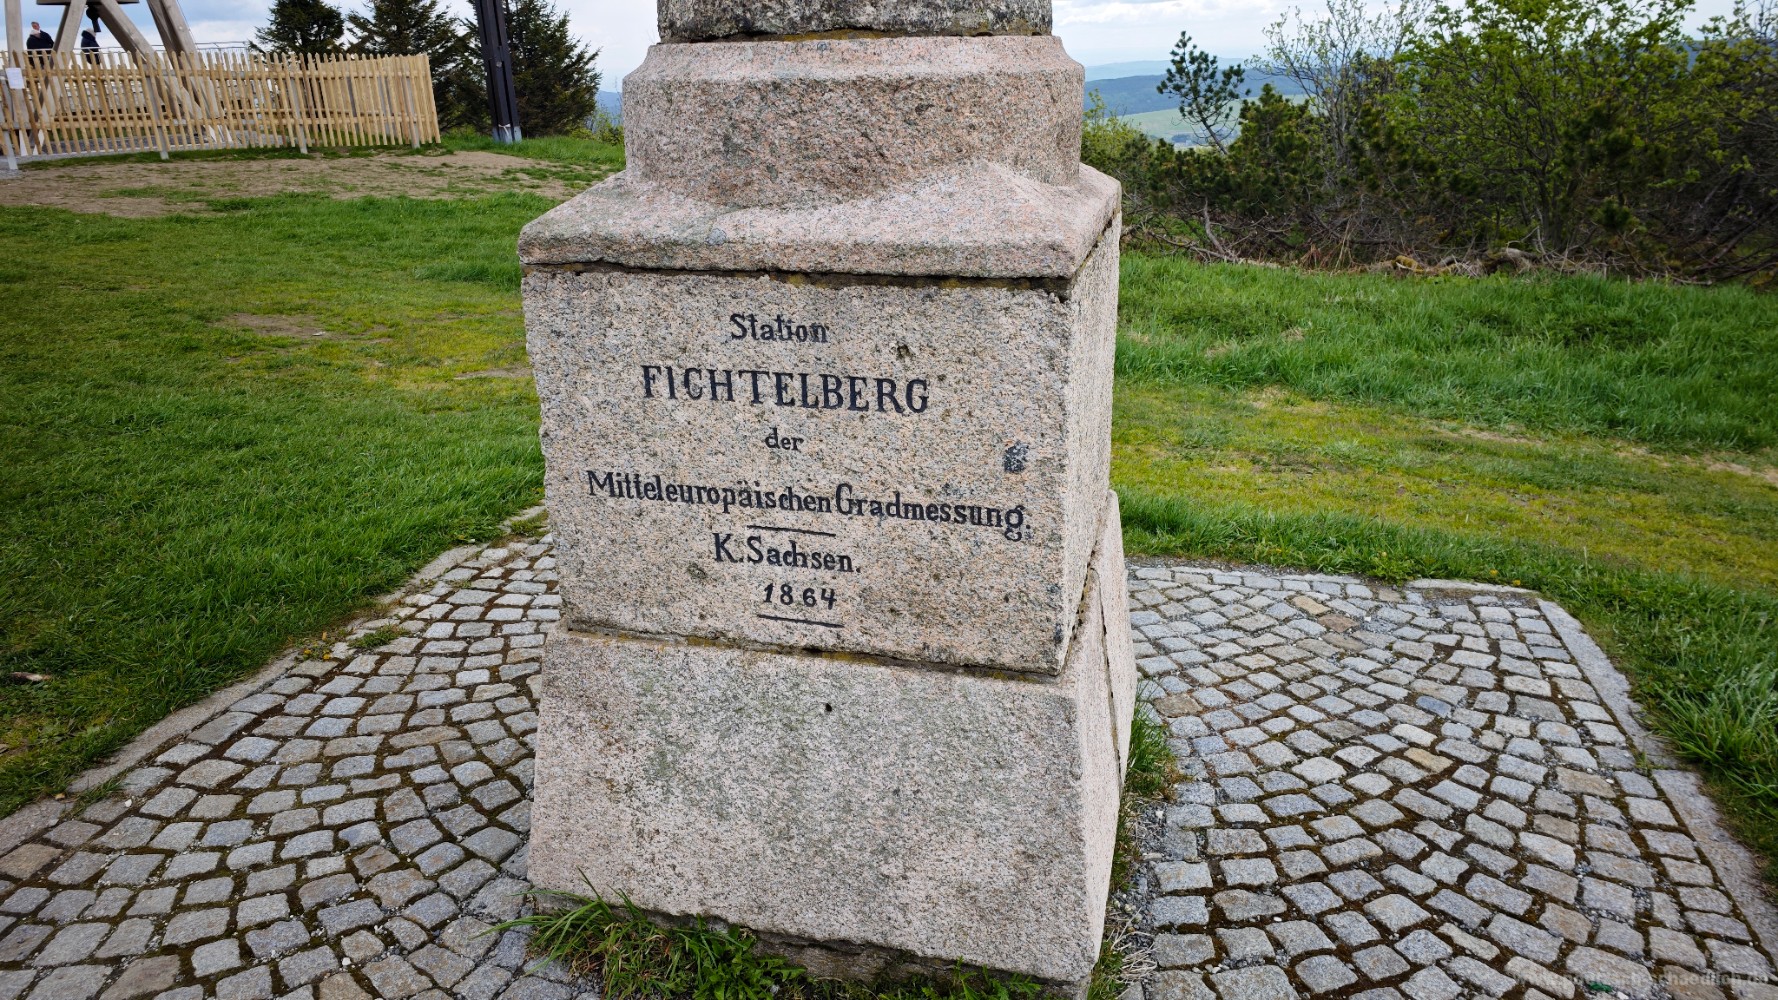 Station
FICHTELBERG
der
Mitteleuropäischen Gradmessung.
K. Sachsen.
1864